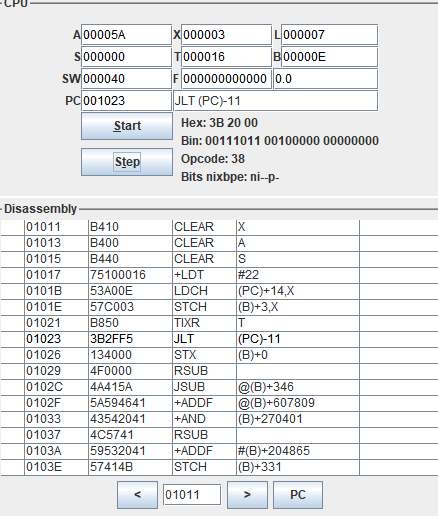 CPU
A 00005A X 000003 L 000007
S 000000 T 000016 B 00000E
SW 000040 F 000000000000 0.0
PC 001023 JLT (PC)-11
Start Hex: 3B 20 00
Bin: 00111011 00100000 00000000
Step Opcode: 38
Bits nixbpe: ni--p-
Disassembly
01011 B410 CLEAR X
01013 B400 CLEAR A
01015 B440 CLEAR S
01017 75100016 +LDT #22
0101B 53A00E LDCH (PC)+14,X
0101E 57C003 STCH (B)+3,X
01021 B850 TIXR T
01023 3B2FF5 JLT (PC)-11
01026 134000 STX (B)+0
01029 4F0000 RSUB
0102C 4A415A JSUB @(B)+346
0102F 5A594641 +ADDF @(B)+607809
01033 43542041 +AND (B)+270401
01037 4C5741 RSUB
0103A 59532041 +ADDF #(B)+204865
0103E 57414B STCH (B)+331
< 01011 > PC